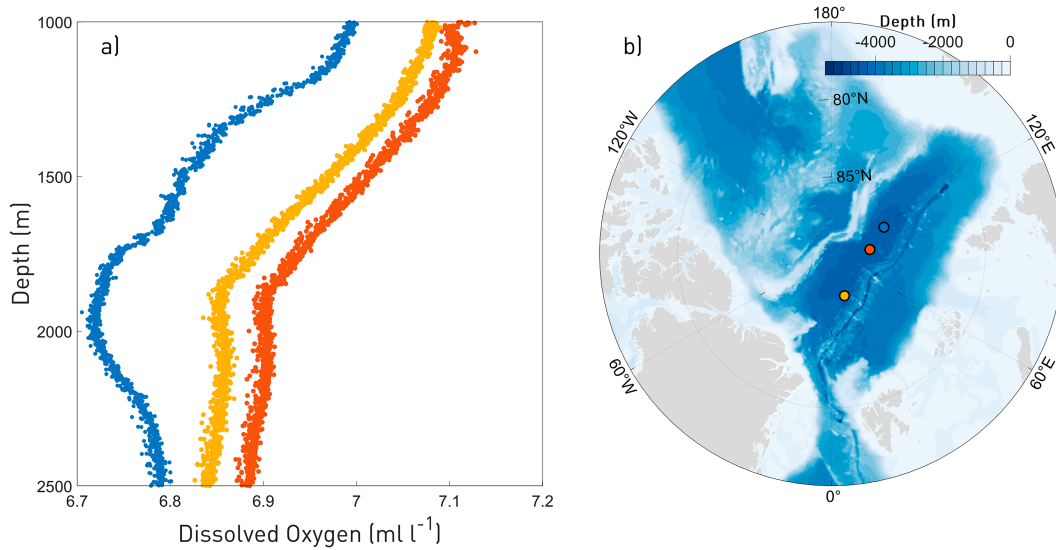 a)
1000
1500
2000
2500
Depth (m)
6.7
6.8
6.9
7
7.1
7.2
Dissolved Oxygen (ml l⁻¹)
b)
180°
Depth (m)
-4000
-2000
0
80°N
85°N
120°W
120°E
60°W
60°E
0°